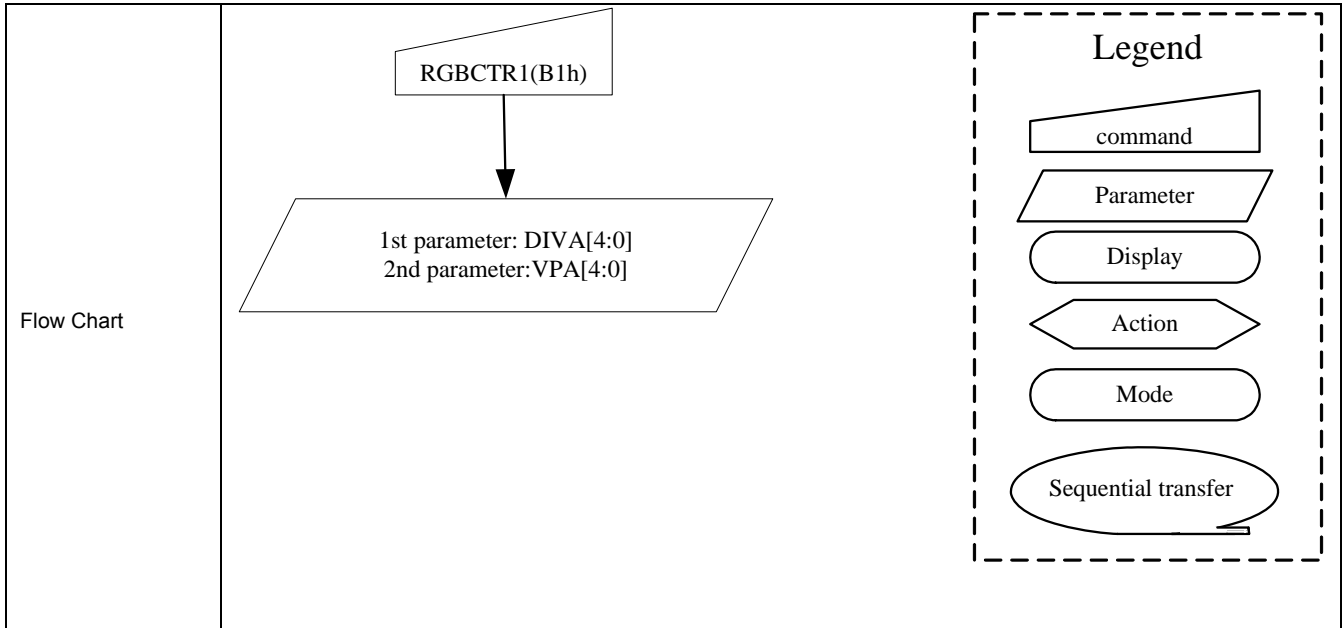 Flow Chart
RGBCTR1(B1h)
1st parameter: DIVA[4:0]
2nd parameter:VPA[4:0]
Legend
command
Parameter
Display
Action
Mode
Sequential transfer